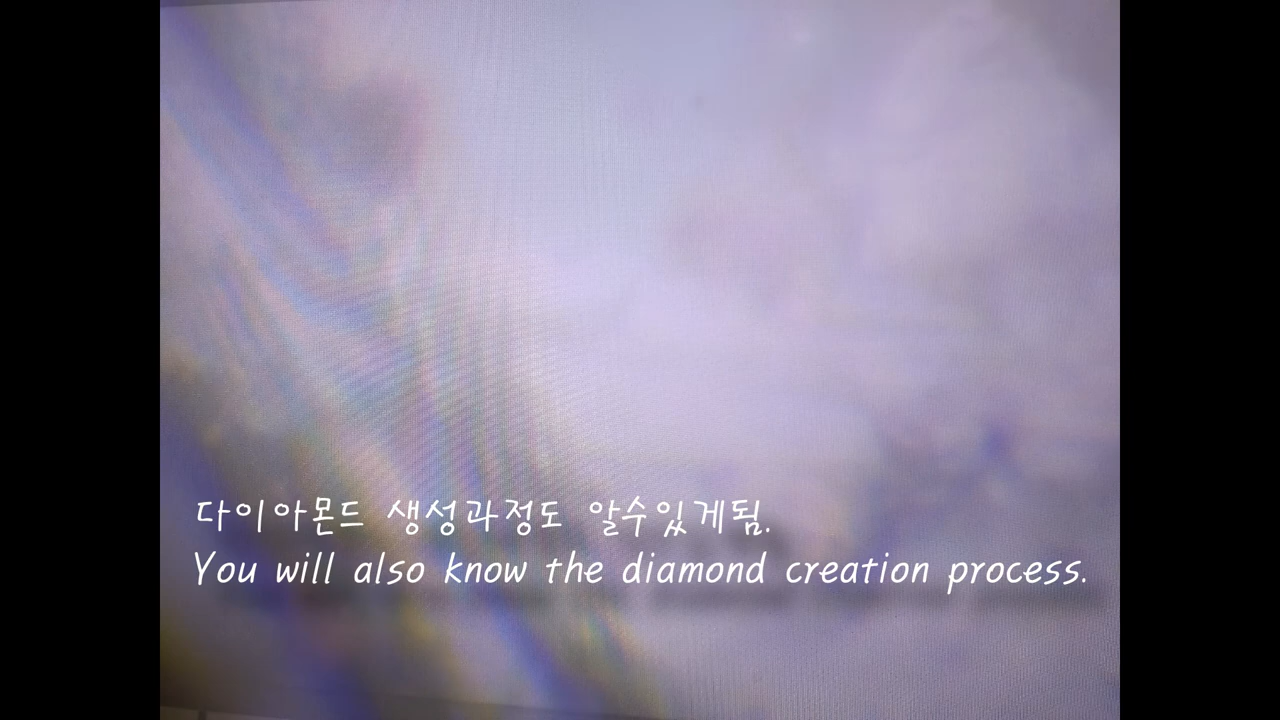 다이아몬드 생성과정도 알수있게됨.
You will also know the diamond creation process.